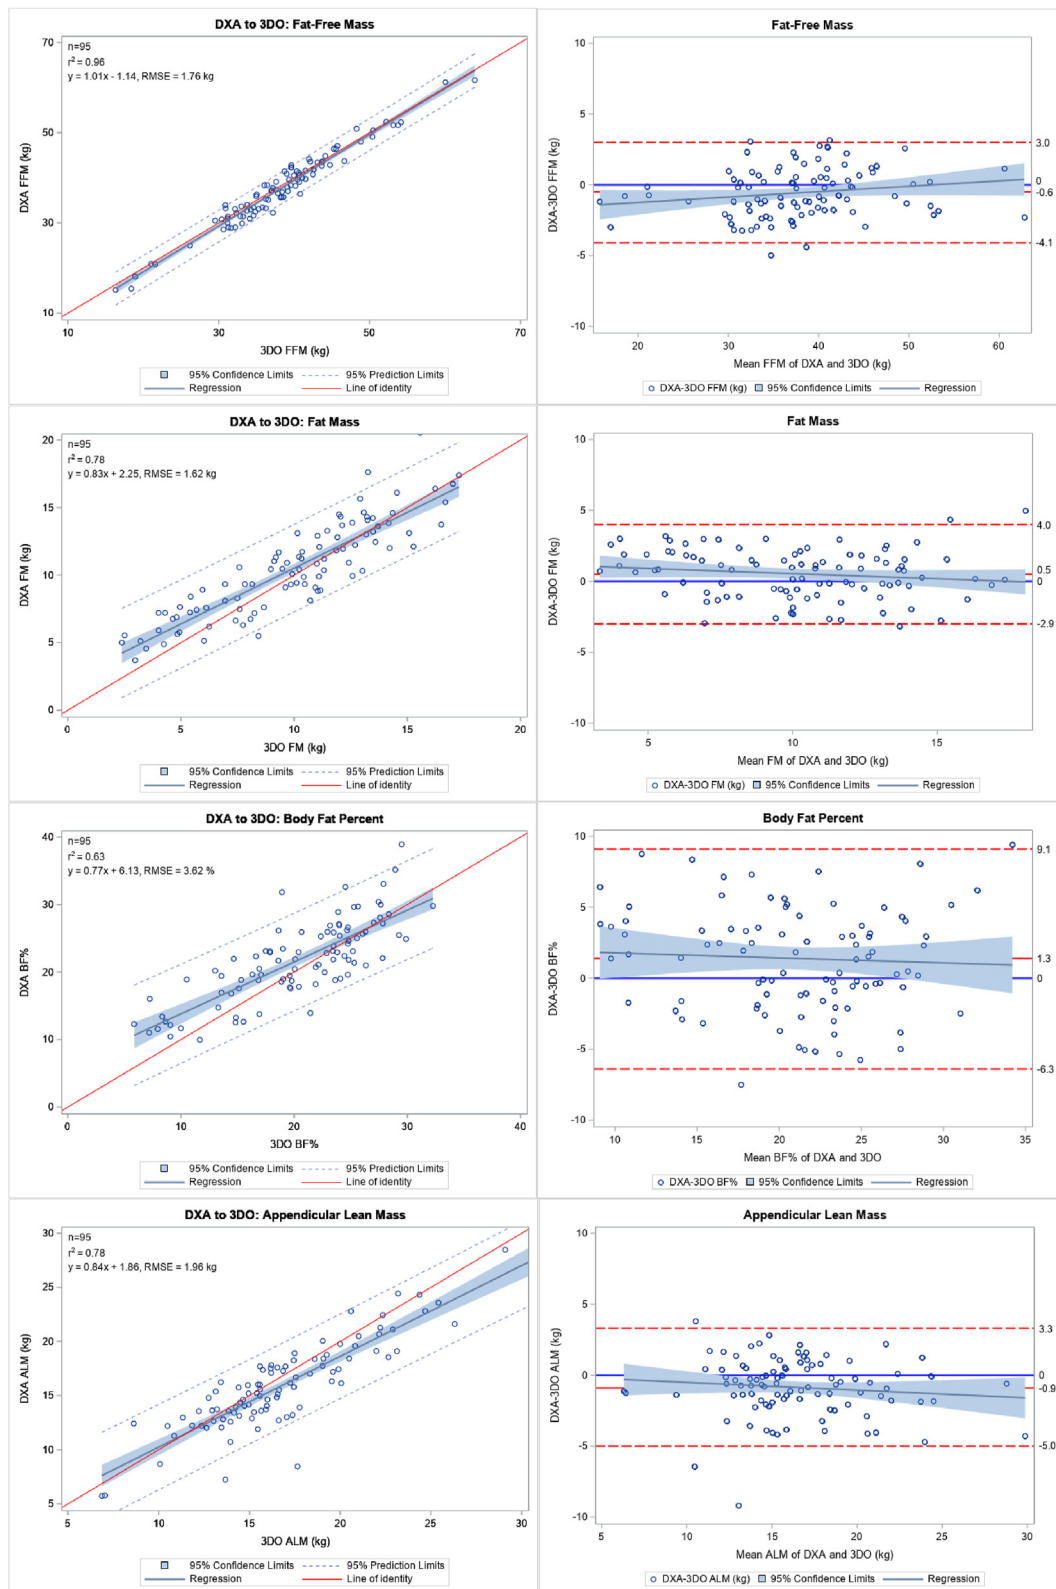 DXA to 3DO: Fat-Free Mass
n=95
r² = 0.96
y = 1.01x - 1.14, RMSE = 1.76 kg
DXA FFM (kg)
70
50
30
10
10 30 50 70
3DO FFM (kg)
95% Confidence Limits 95% Prediction Limits
Regression Line of identity
Fat-Free Mass
DXA-3DO FFM (kg)
10
5
0
-5
-10
3.0
0
-0.6
-4.1
20 30 40 50 60
Mean FFM of DXA and 3DO (kg)
DXA-3DO FFM (kg) 95% Confidence Limits Regression
DXA to 3DO: Fat Mass
n=95
r² = 0.78
y = 0.83x + 2.25, RMSE = 1.62 kg
DXA FM (kg)
20
15
10
5
0
0 5 10 15 20
3DO FM (kg)
95% Confidence Limits 95% Prediction Limits
Regression Line of identity
Fat Mass
DXA-3DO FM (kg)
10
5
0
-5
-10
4.0
0.5
0
-2.9
5 10 15
Mean FM of DXA and 3DO (kg)
DXA-3DO FM (kg) 95% Confidence Limits Regression
DXA to 3DO: Body Fat Percent
n=95
r² = 0.63
y = 0.77x + 6.13, RMSE = 3.62 %
DXA BF%
40
30
20
10
0
0 10 20 30 40
3DO BF%
95% Confidence Limits 95% Prediction Limits
Regression Line of identity
Body Fat Percent
DXA-3DO BF%
10
5
0
-5
-10
9.1
1.3
0
-6.3
10 15 20 25 30 35
Mean BF% of DXA and 3DO
DXA-3DO BF% 95% Confidence Limits Regression
DXA to 3DO: Appendicular Lean Mass
n=95
r² = 0.78
y = 0.84x + 1.86, RMSE = 1.96 kg
DXA ALM (kg)
30
25
20
15
10
5
5 10 15 20 25 30
3DO ALM (kg)
95% Confidence Limits 95% Prediction Limits
Regression Line of identity
Appendicular Lean Mass
DXA-3DO ALM (kg)
10
5
0
-5
-10
3.3
0
-0.9
-5.0
5 10 15 20 25 30
Mean ALM of DXA and 3DO (kg)
DXA-3DO ALM (kg) 95% Confidence Limits Regression